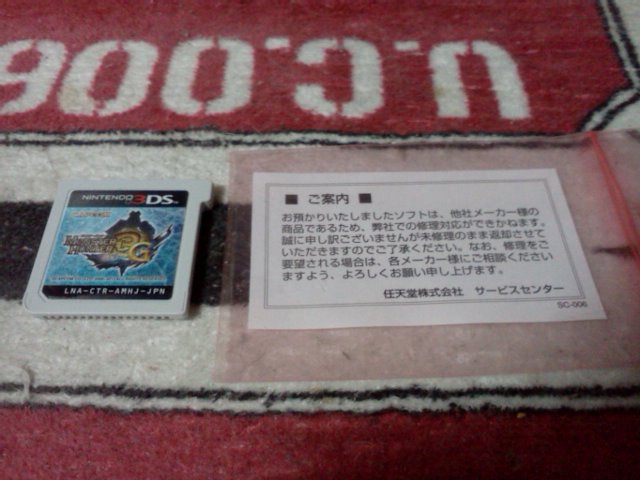 U.C.006
NINTENDO 3DS
CAPCOM
MONSTER
HUNTER 3G
LNA-CTR-AMHJ-JPN
■ ご案内 ■
お預かりいたしましたソフトは、他社メーカー様の
商品であるため、弊社での修理対応ができかねます。
誠に申し訳ございませんが未修理のまま返却させて
いただきますのでご了承ください。なお、修理をご
要望される場合は、各メーカー様にご相談ください
ますよう、よろしくお願い申し上げます。
任天堂株式会社 サービスセンター
SC-006